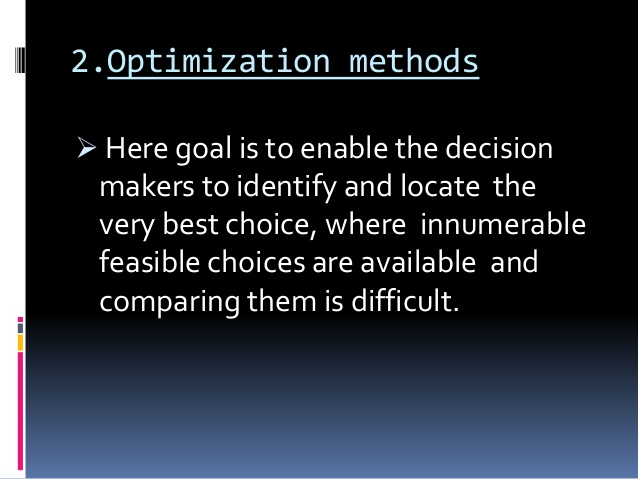 2.Optimization methods
➢ Here goal is to enable the decision
makers to identify and locate the
very best choice, where innumerable
feasible choices are available and
comparing them is difficult.